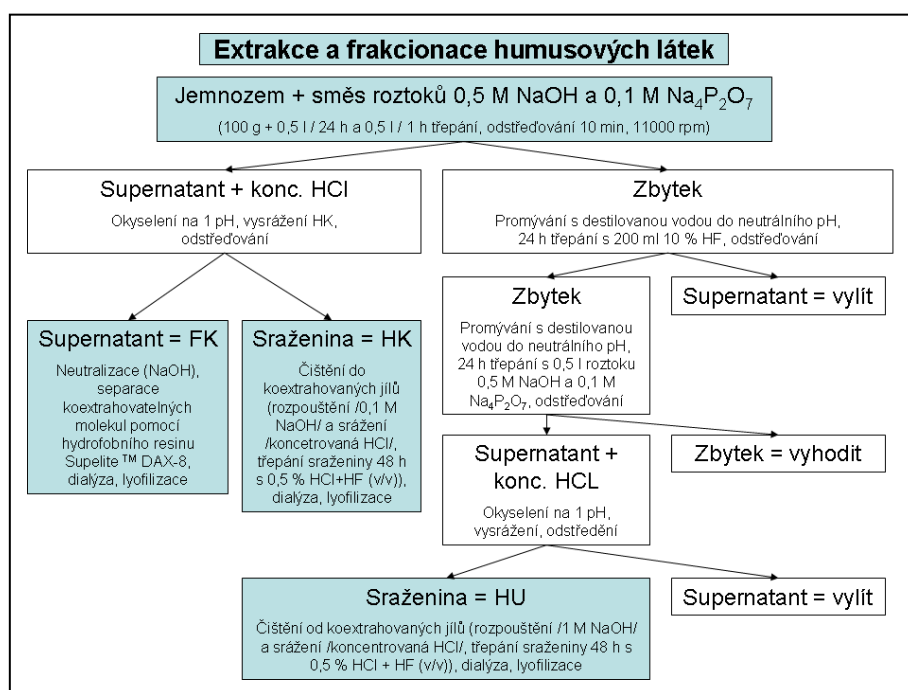 Extrakce a frakcionace humusových látek
Jemnozem + směs roztoků 0,5 M NaOH a 0,1 M Na₄P₂O₇
(100 g + 0,5 l / 24 h a 0,5 l / 1 h třepání, odstřeďování 10 min, 11000 rpm)
Supernatant + konc. HCl
Okyselení na 1 pH, vysrážení HK,
odstřeďování
Zbytek
Promývání s destilovanou vodou do neutrálního pH,
24 h třepání s 200 ml 10 % HF, odstřeďování
Zbytek
Promývání s destilovanou
vodou do neutrálního pH,
24 h třepání s 0,5 l roztoku
0,5 M NaOH a 0,1 M
Na₄P₂O₇, odstřeďování
Supernatant = vylít
Supernatant = FK
Neutralizace (NaOH),
separace
koextrahovatelných
molekul pomocí
hydrofobního resinu
Supelite™ DAX-8,
dialýza, lyofilizace
Sraženina = HK
Čištění do
koextrahovaných jílů
(rozpouštění /0,1 M
NaOH/ a srážení
/koncetrovaná HCl/,
třepání sraženiny 48 h
s 0,5 % HCl+HF (v/v)),
dialýza, lyofilizace
Supernatant +
konc. HCL
Okyselení na 1 pH,
vysrážení, odstředění
Zbytek = vyhodit
Sraženina = HU
Čištění od koextrahovaných jílů (rozpouštění /1 M NaOH/
a srážení /koncentrovaná HCl/, třepání sraženiny 48 h s
0,5 % HCl + HF (v/v)), dialýza, lyofilizace
Supernatant = vylít